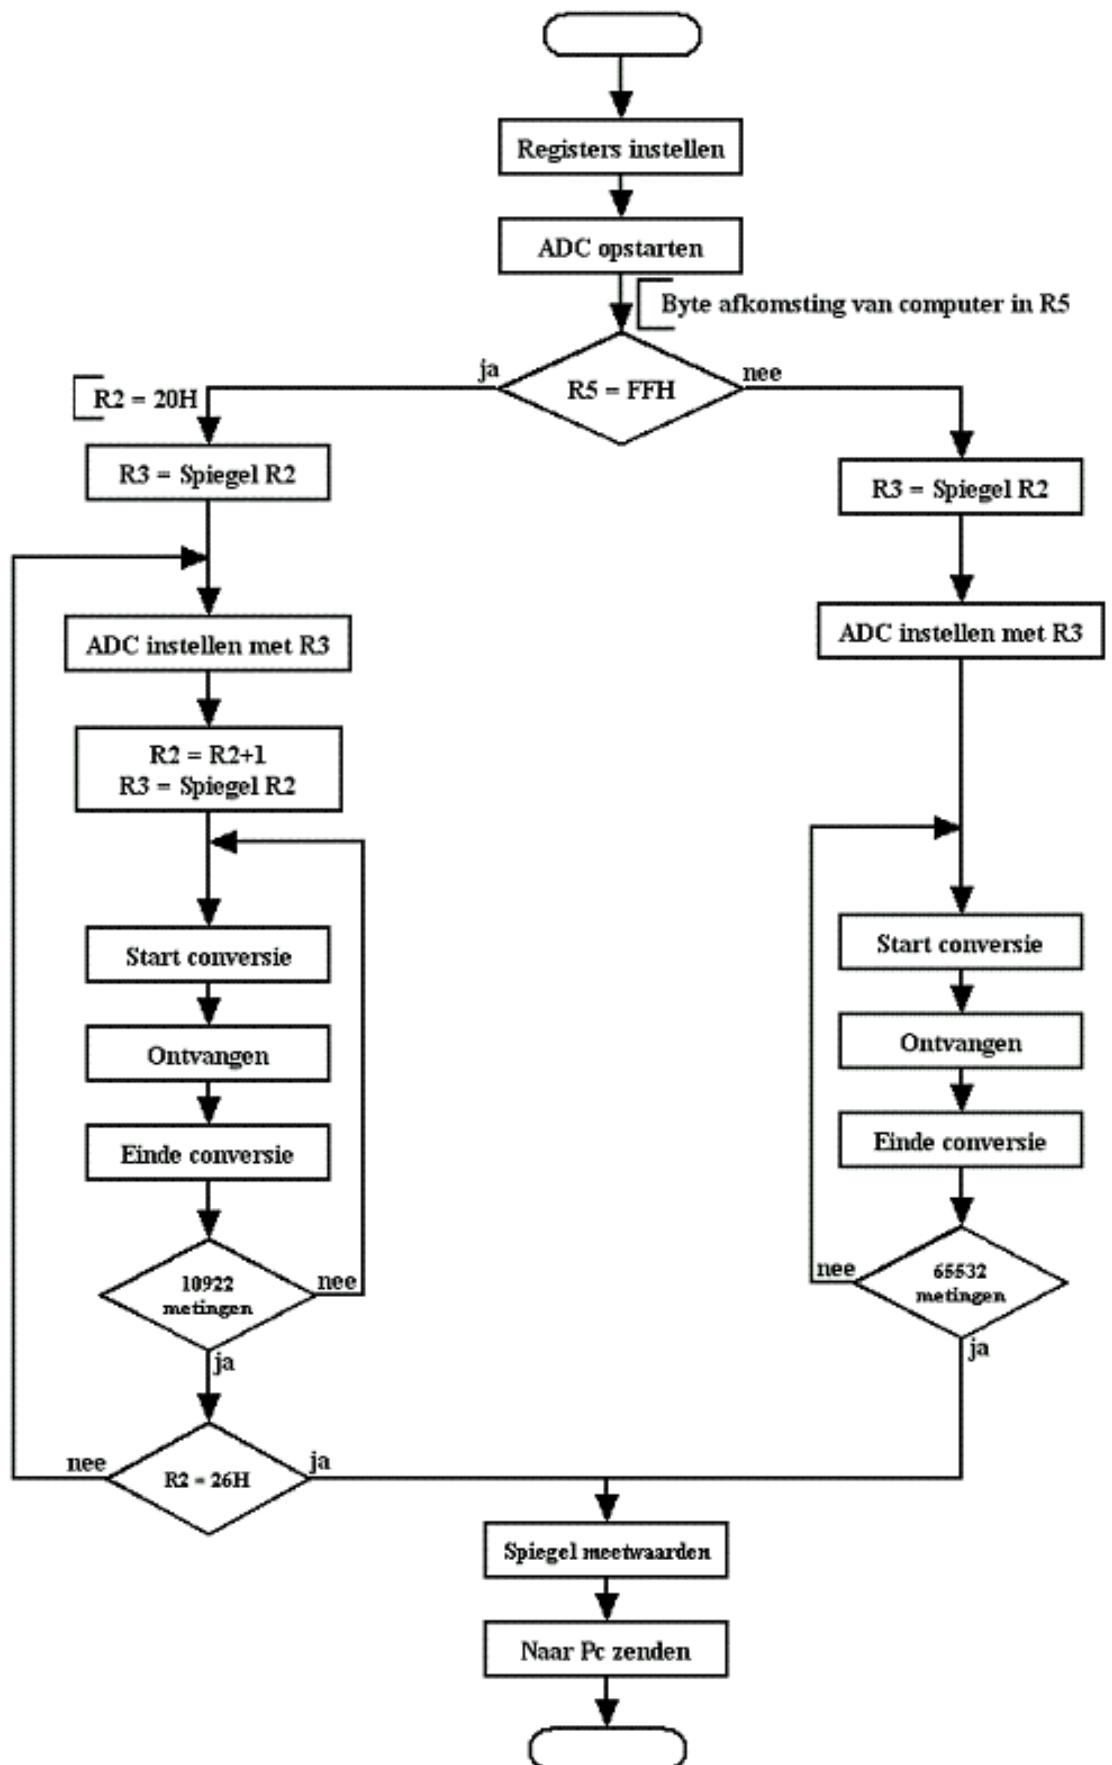 Registers instellen
ADC opstarten
Byte afkomsting van computer in R5
ja
R5 = FFH
nee
R2 = 20H
R3 = Spiegel R2
R3 = Spiegel R2
ADC instellen met R3
ADC instellen met R3
R2 = R2+1
R3 = Spiegel R2
Start conversie
Start conversie
Ontvangen
Ontvangen
Einde conversie
Einde conversie
10922
metingen
nee
nee
65532
metingen
ja
ja
nee
R2 = 26H
ja
Spiegel meetwaarden
Naar Pc zenden